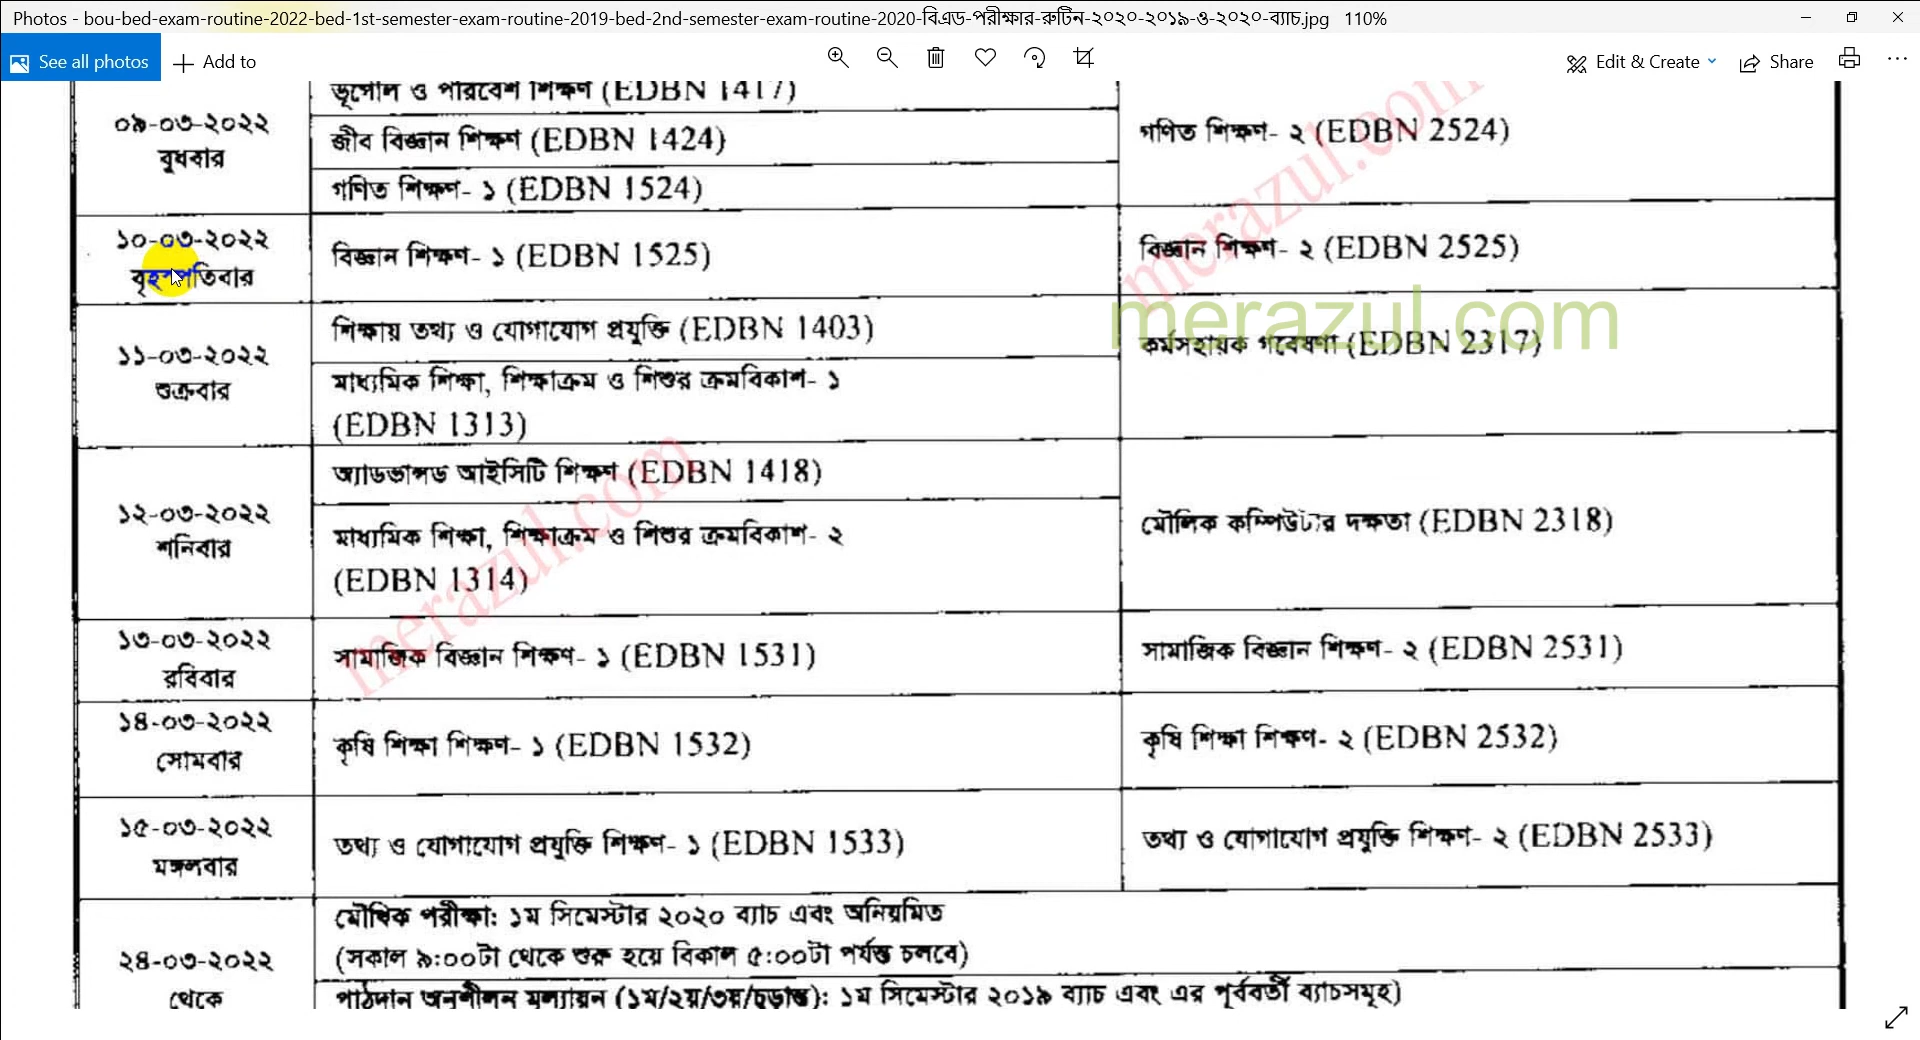 Photos - bou-bed-exam-routine-2022-bed-1st-semester-exam-routine-2019-bed-2nd-semester-exam-routine-2020-বিএড-পরীক্ষার-রুটিন-২০২০-২০১৯-ও-২০২০-ব্যাচ.jpg 110%
See all photos
Add to
Edit & Create
Share
ভূগোল ও পরিবেশ শিক্ষণ (EDBN 1417)
০৯-০৩-২০২২
বুধবার
জীব বিজ্ঞান শিক্ষণ (EDBN 1424)
গণিত শিক্ষণ- ১ (EDBN 1524)
গণিত শিক্ষণ- ২ (EDBN 2524)
১০-০৩-২০২২
বৃহস্পতিবার
বিজ্ঞান শিক্ষণ- ১ (EDBN 1525)
বিজ্ঞান শিক্ষণ- ২ (EDBN 2525)
১১-০৩-২০২২
শুক্রবার
শিক্ষায় তথ্য ও যোগাযোগ প্রযুক্তি (EDBN 1403)
মাধ্যমিক শিক্ষা, শিক্ষাক্রম ও শিশুর ক্রমবিকাশ- ১
(EDBN 1313)
কর্মসহায়ক গবেষণা (EDBN 2317)
১২-০৩-২০২২
শনিবার
অ্যাডভান্সড আইসিটি শিক্ষণ (EDBN 1418)
মাধ্যমিক শিক্ষা, শিক্ষাক্রম ও শিশুর ক্রমবিকাশ- ২
(EDBN 1314)
মৌলিক কম্পিউটার দক্ষতা (EDBN 2318)
১৩-০৩-২০২২
রবিবার
সামাজিক বিজ্ঞান শিক্ষণ- ১ (EDBN 1531)
সামাজিক বিজ্ঞান শিক্ষণ- ২ (EDBN 2531)
১৪-০৩-২০২২
সোমবার
কৃষি শিক্ষা শিক্ষণ- ১ (EDBN 1532)
কৃষি শিক্ষা শিক্ষণ- ২ (EDBN 2532)
১৫-০৩-২০২২
মঙ্গলবার
তথ্য ও যোগাযোগ প্রযুক্তি শিক্ষণ- ১ (EDBN 1533)
তথ্য ও যোগাযোগ প্রযুক্তি শিক্ষণ- ২ (EDBN 2533)
২৪-০৩-২০২২
থেকে
মৌখিক পরীক্ষা: ১ম সিমেস্টার ২০২০ ব্যাচ এবং অনিয়মিত
(সকাল ৯:০০টা থেকে শুরু হয়ে বিকাল ৫:০০টা পর্যন্ত চলবে)
পাঠদান অনুশীলন মূল্যায়ন (১ম/২য়/৩য়/চূড়ান্ত): ১ম সিমেস্টার ২০১৯ ব্যাচ এবং এর পূর্ববর্তী ব্যাচসমূহ)
merazul.com
merazul.com
merazul.com